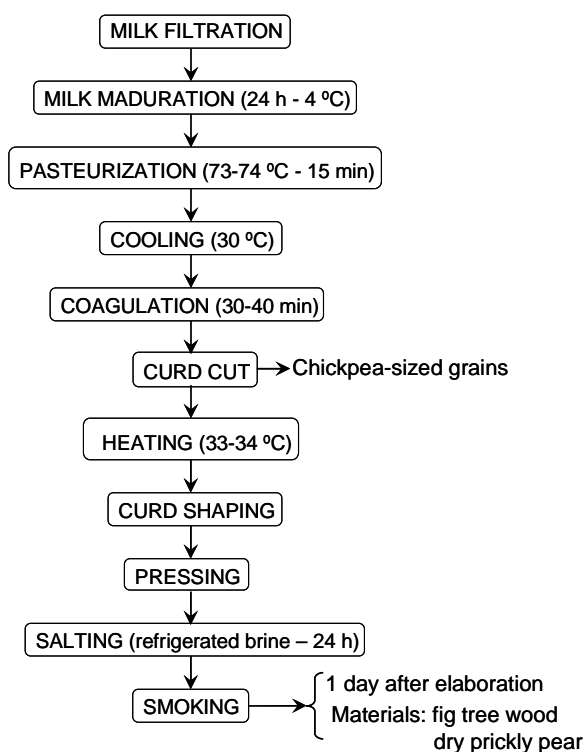 MILK FILTRATION
MILK MADURATION (24 h - 4 ºC)
PASTEURIZATION (73-74 ºC - 15 min)
COOLING (30 ºC)
COAGULATION (30-40 min)
CURD CUT
Chickpea-sized grains
HEATING (33-34 ºC)
CURD SHAPING
PRESSING
SALTING (refrigerated brine – 24 h)
SMOKING
1 day after elaboration
Materials: fig tree wood
dry prickly pear